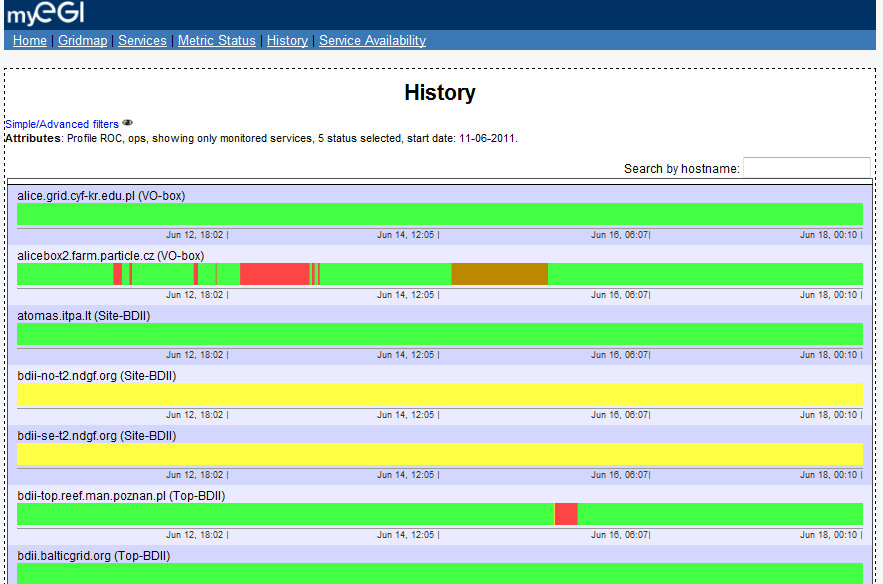 myEGI
Home | Gridmap | Services | Metric Status | History | Service Availability
History
Simple/Advanced filters
Attributes: Profile ROC, ops, showing only monitored services, 5 status selected, start date: 11-06-2011.
Search by hostname:
alice.grid.cyf-kr.edu.pl (VO-box)
Jun 12, 18:02 | Jun 14, 12:05 | Jun 16, 06:07| Jun 18, 00:10 |
alicebox2.farm.particle.cz (VO-box)
Jun 12, 18:02 | Jun 14, 12:05 | Jun 16, 06:07| Jun 18, 00:10 |
atomas.itpa.lt (Site-BDII)
Jun 12, 18:02 | Jun 14, 12:05 | Jun 16, 06:07| Jun 18, 00:10 |
bdii-no-t2.ndgf.org (Site-BDII)
Jun 12, 18:02 | Jun 14, 12:05 | Jun 16, 06:07| Jun 18, 00:10 |
bdii-se-t2.ndgf.org (Site-BDII)
Jun 12, 18:02 | Jun 14, 12:05 | Jun 16, 06:07| Jun 18, 00:10 |
bdii-top.reef.man.poznan.pl (Top-BDII)
Jun 12, 18:02 | Jun 14, 12:05 | Jun 16, 06:07| Jun 18, 00:10 |
bdii.balticgrid.org (Top-BDII)